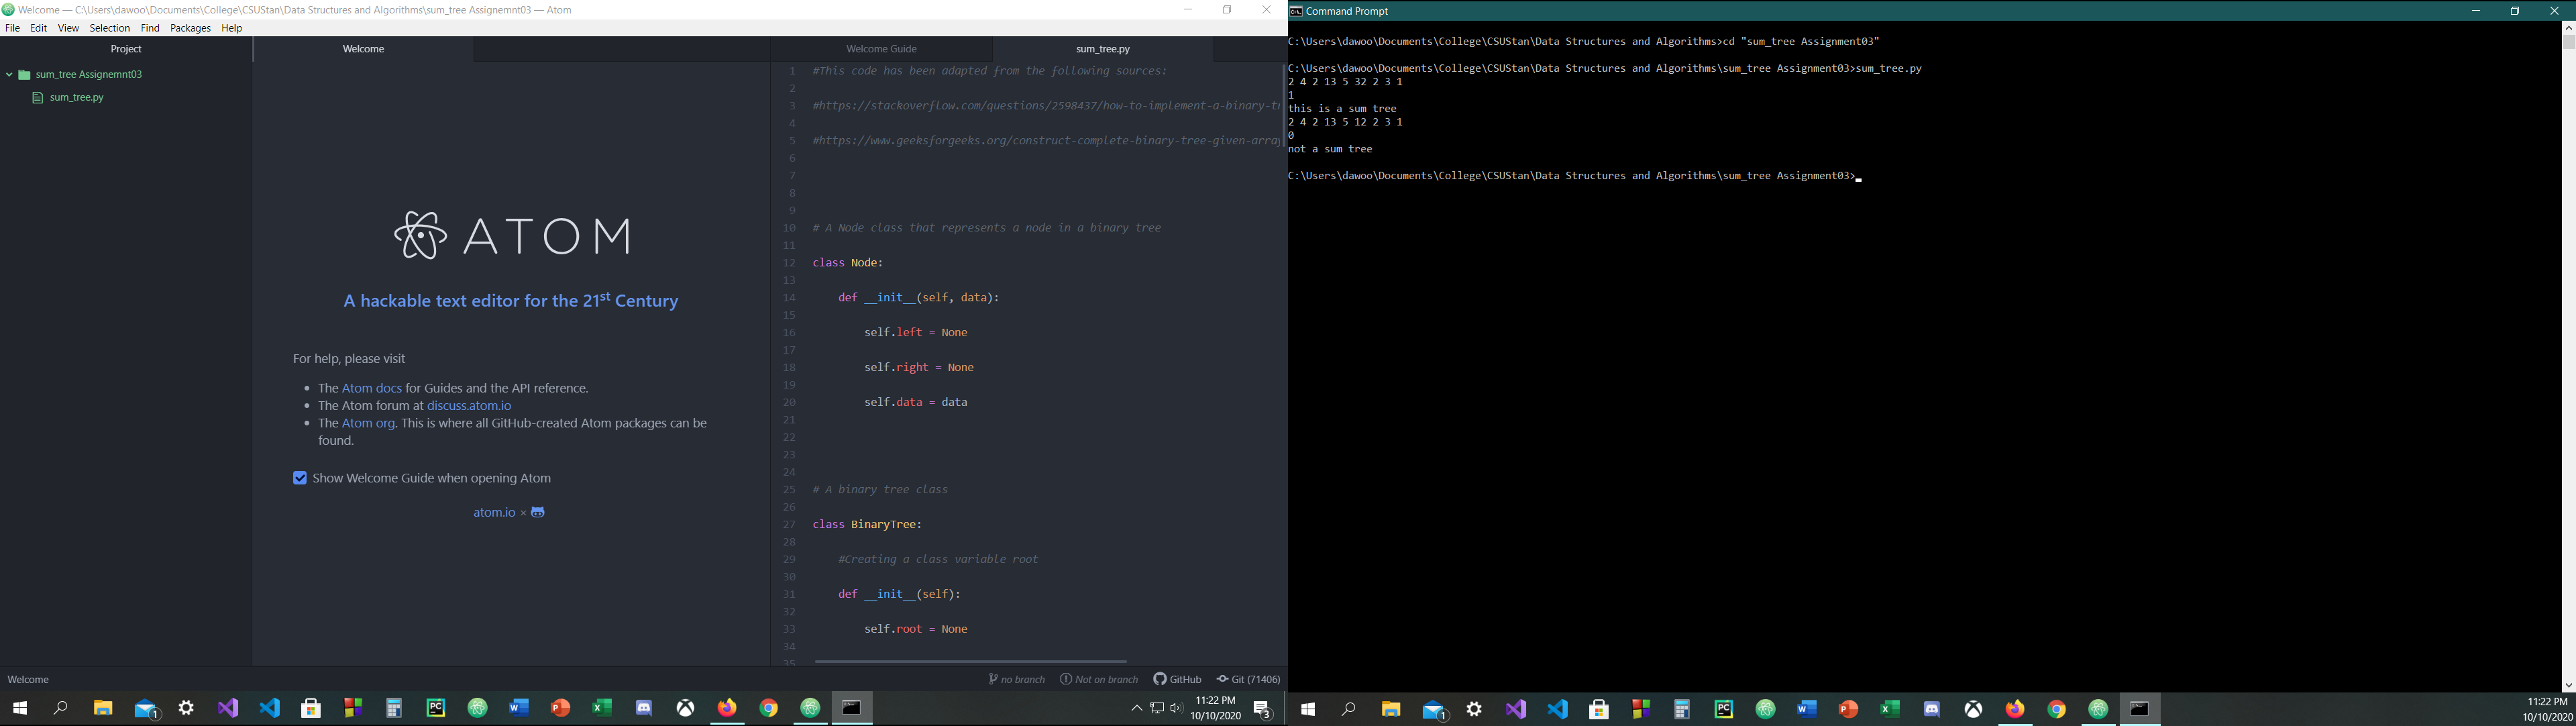 Welcome — C:\Users\dawoo\Documents\College\CSUStan\Data Structures and Algorithms\sum_tree Assignemnt03 — Atom
File Edit View Selection Find Packages Help
Project
sum_tree Assignemnt03
sum_tree.py
Welcome
ATOM
A hackable text editor for the 21st Century
For help, please visit
• The Atom docs for Guides and the API reference.
• The Atom forum at discuss.atom.io
• The Atom org. This is where all GitHub-created Atom packages can be
found.
Show Welcome Guide when opening Atom
atom.io ×
Welcome Guide
sum_tree.py
1 #This code has been adapted from the following sources:
2
3 #https://stackoverflow.com/questions/2598437/how-to-implement-a-binary-tr
4
5 #https://www.geeksforgeeks.org/construct-complete-binary-tree-given-array
6
7
8
9
10 # A Node class that represents a node in a binary tree
11
12 class Node:
13
14 def __init__(self, data):
15
16 self.left = None
17
18 self.right = None
19
20 self.data = data
21
22
23
24
25 # A binary tree class
26
27 class BinaryTree:
28
29 #Creating a class variable root
30
31 def __init__(self):
32
33 self.root = None
34
35
Welcome
no branch Not on branch GitHub Git (71406)
1 PC W P X
11:22 PM
10/10/2020
3
Command Prompt
C:\Users\dawoo\Documents\College\CSUStan\Data Structures and Algorithms>cd "sum_tree Assignment03"
C:\Users\dawoo\Documents\College\CSUStan\Data Structures and Algorithms\sum_tree Assignment03>sum_tree.py
2 4 2 13 5 32 2 3 1
1
this is a sum tree
2 4 2 13 5 12 2 3 1
0
not a sum tree
C:\Users\dawoo\Documents\College\CSUStan\Data Structures and Algorithms\sum_tree Assignment03>
1 PC W P X
11:22 PM
10/10/2020